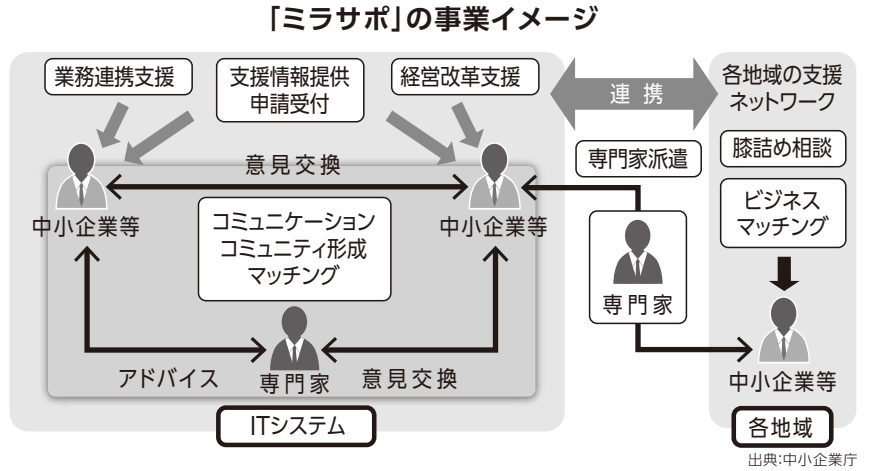 「ミラサポ」の事業イメージ
業務連携支援
支援情報提供
申請受付
経営改革支援
連携
各地域の支援
ネットワーク
意見交換
専門家派遣
膝詰め相談
中小企業等
コミュニケーション
コミュニティ形成
マッチング
中小企業等
ビジネス
マッチング
専門家
アドバイス
専門家
意見交換
中小企業等
ITシステム
各地域
出典:中小企業庁